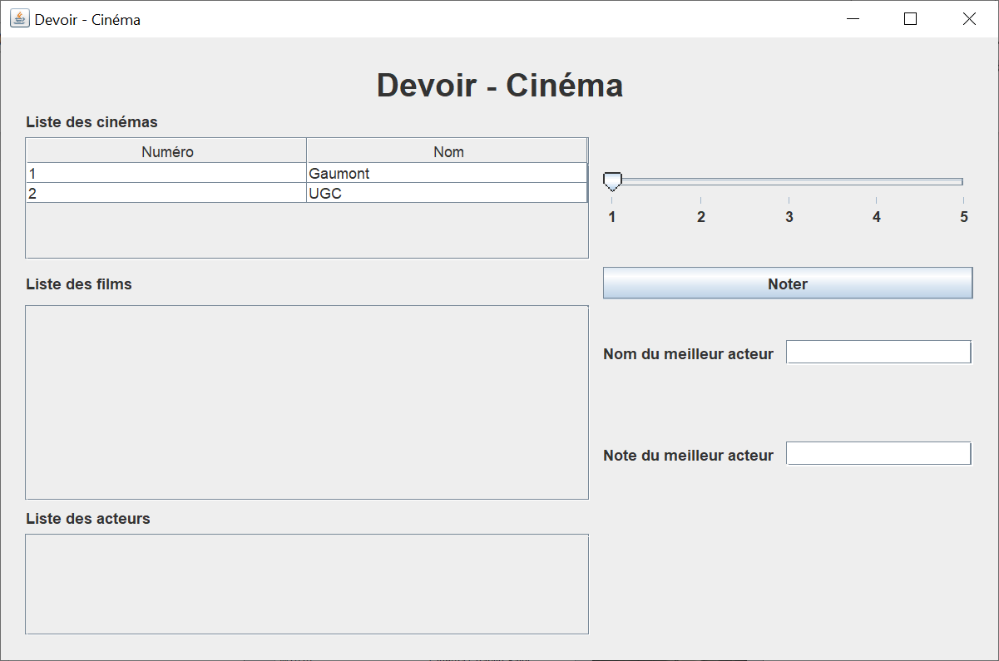 Devoir - Cinéma
Devoir - Cinéma
Liste des cinémas
Numéro Nom
1 Gaumont
2 UGC
1 2 3 4 5
Liste des films
Noter
Nom du meilleur acteur
Note du meilleur acteur
Liste des acteurs